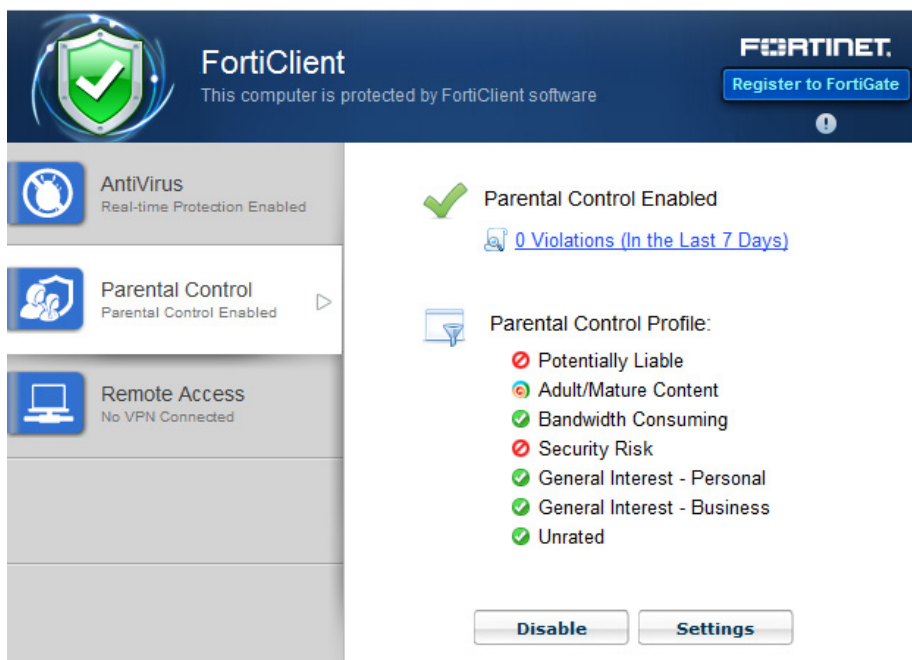 FortiClient
This computer is protected by FortiClient software
FORTINET.
Register to FortiGate
AntiVirus
Real-time Protection Enabled
Parental Control
Parental Control Enabled
Remote Access
No VPN Connected
Parental Control Enabled
0 Violations (In the Last 7 Days)
Parental Control Profile:
Potentially Liable
Adult/Mature Content
Bandwidth Consuming
Security Risk
General Interest - Personal
General Interest - Business
Unrated
Disable
Settings